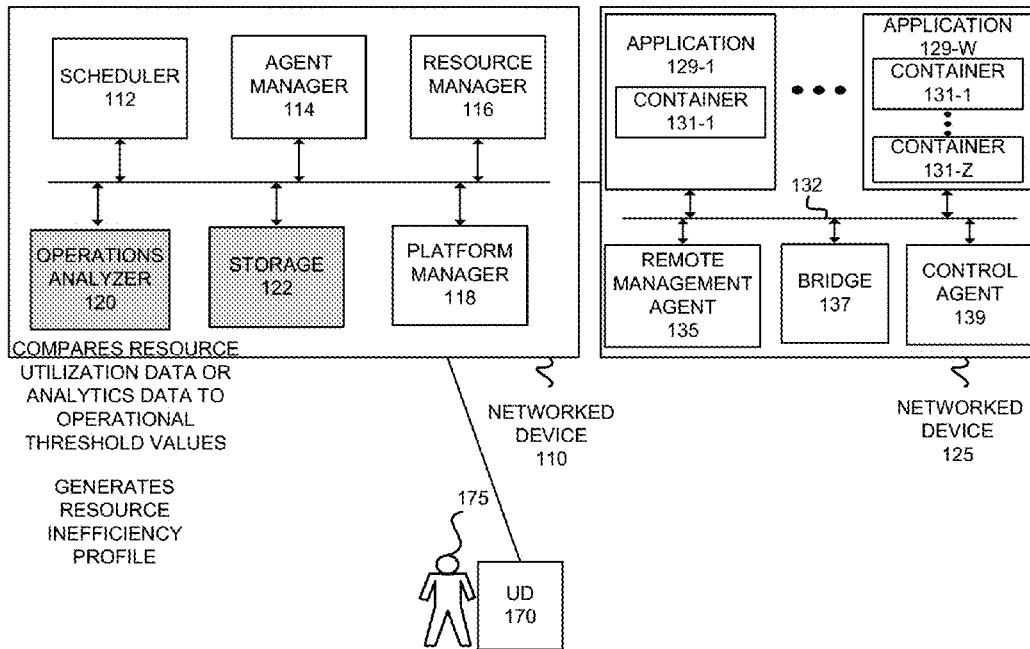 SCHEDULER
112
AGENT
MANAGER
114
RESOURCE
MANAGER
116
OPERATIONS
ANALYZER
120
STORAGE
122
PLATFORM
MANAGER
118
COMPARES RESOURCE
UTILIZATION DATA OR
ANALYTICS DATA TO
OPERATIONAL
THRESHOLD VALUES
GENERATES
RESOURCE
INEFFICIENCY
PROFILE
NETWORKED
DEVICE
110
APPLICATION
129-1
CONTAINER
131-1
APPLICATION
129-W
CONTAINER
131-1
CONTAINER
131-Z
132
REMOTE
MANAGEMENT
AGENT
135
BRIDGE
137
CONTROL
AGENT
139
NETWORKED
DEVICE
125
175
UD
170